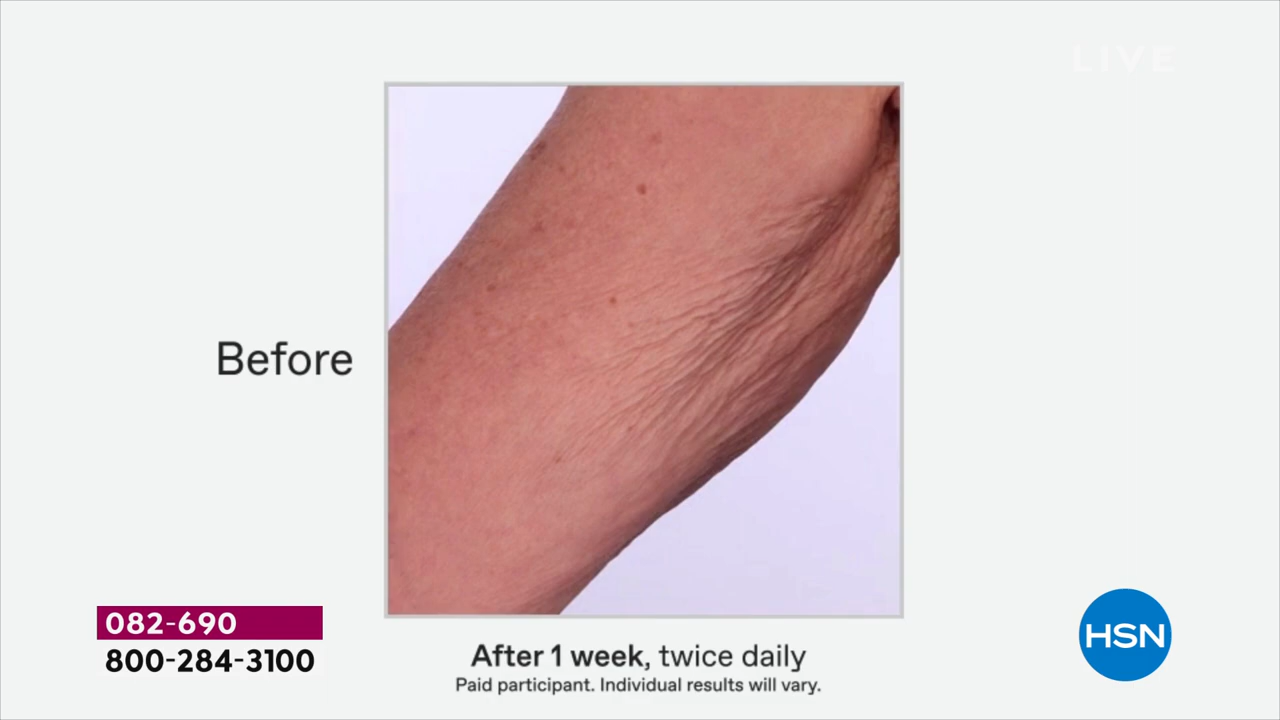 LIVE
Before
082-690
800-284-3100
After 1 week, twice daily
Paid participant. Individual results will vary.
HSN